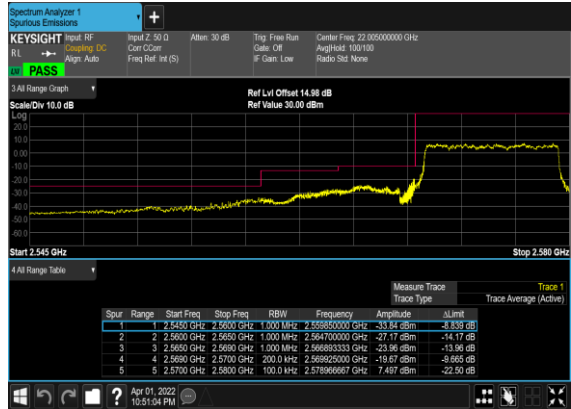 Spectrum Analyzer 1
Spurious Emissions
KEYSIGHT
RL
Input: RF
Coupling: DC
Align: Auto
Input Z: 50 Ω
Corr CCorr
Freq Ref: Int (S)
Atten: 30 dB
Trig: Free Run
Gate: Off
IF Gain: Low
Center Freq: 22.005000000 GHz
Avg|Hold: 100/100
Radio Std: None
PASS
3 All Range Graph
Scale/Div 10.0 dB
Ref Lvl Offset 14.98 dB
Ref Value 30.00 dBm
Log
20.0
10.0
0.00
-10.0
-20.0
-30.0
-40.0
-50.0
-60.0
Start 2.545 GHz
Stop 2.580 GHz
4 All Range Table
Measure Trace Trace 1
Trace Type Trace Average (Active)
Spur Range Start Freq Stop Freq RBW Frequency Amplitude ΔLimit
1 1 2.5450 GHz 2.5600 GHz 1.000 MHz 2.559850000 GHz -33.84 dBm -8.839 dB
2 2 2.5600 GHz 2.5650 GHz 1.000 MHz 2.564700000 GHz -27.17 dBm -14.17 dB
3 3 2.5650 GHz 2.5690 GHz 1.000 MHz 2.566893333 GHz -23.96 dBm -13.96 dB
4 4 2.5690 GHz 2.5700 GHz 200.0 kHz 2.569925000 GHz -19.67 dBm -9.665 dB
5 5 2.5700 GHz 2.5800 GHz 100.0 kHz 2.578966667 GHz 7.497 dBm -22.50 dB
Apr 01, 2022
10:51:04 PM